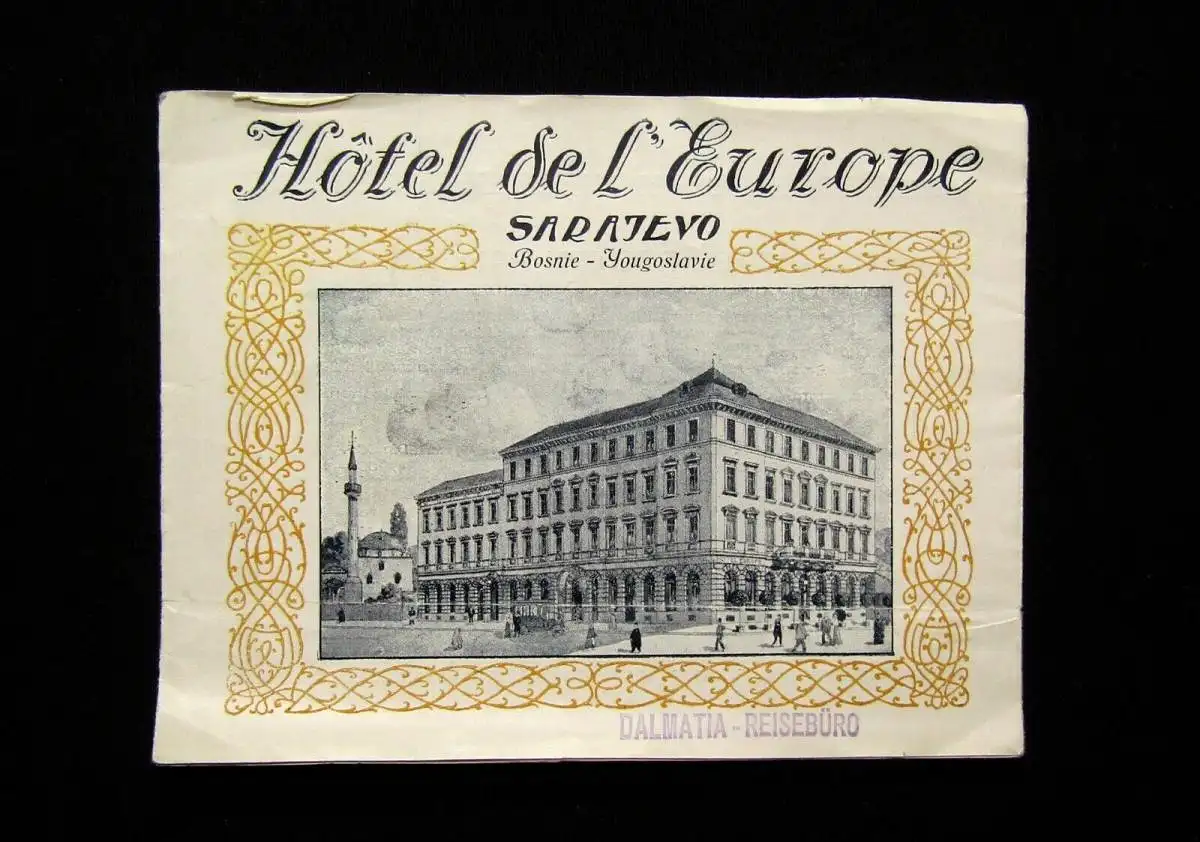 Hôtel de l'Europe
SARAJEVO
Bosnie - Yougoslavie
DALMATIA - REISEBÜRO